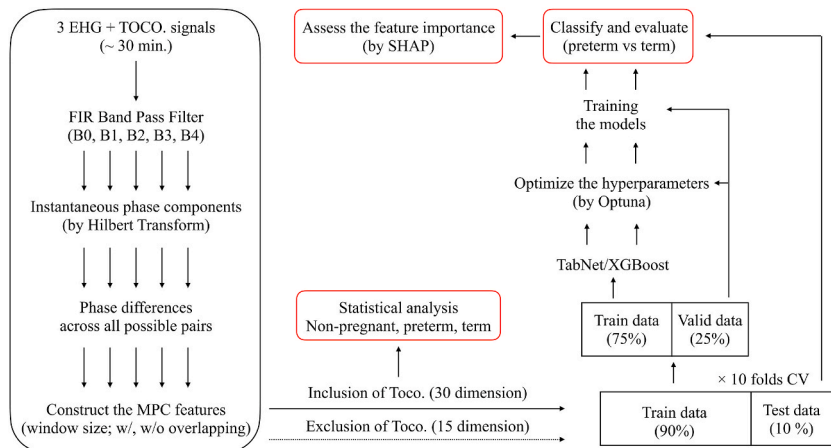 3 EHG + TOCO. signals
(~ 30 min.)
FIR Band Pass Filter
(B0, B1, B2, B3, B4)
Instantaneous phase components
(by Hilbert Transform)
Phase differences
across all possible pairs
Construct the MPC features
(window size; w/, w/o overlapping)
Assess the feature importance
(by SHAP)
Classify and evaluate
(preterm vs term)
Training
the models
Optimize the hyperparameters
(by Optuna)
TabNet/XGBoost
Statistical analysis
Non-pregnant, preterm, term
Train data
(75%)
Valid data
(25%)
× 10 folds CV
Inclusion of Toco. (30 dimension)
Exclusion of Toco. (15 dimension)
Train data
(90%)
Test data
(10 %)